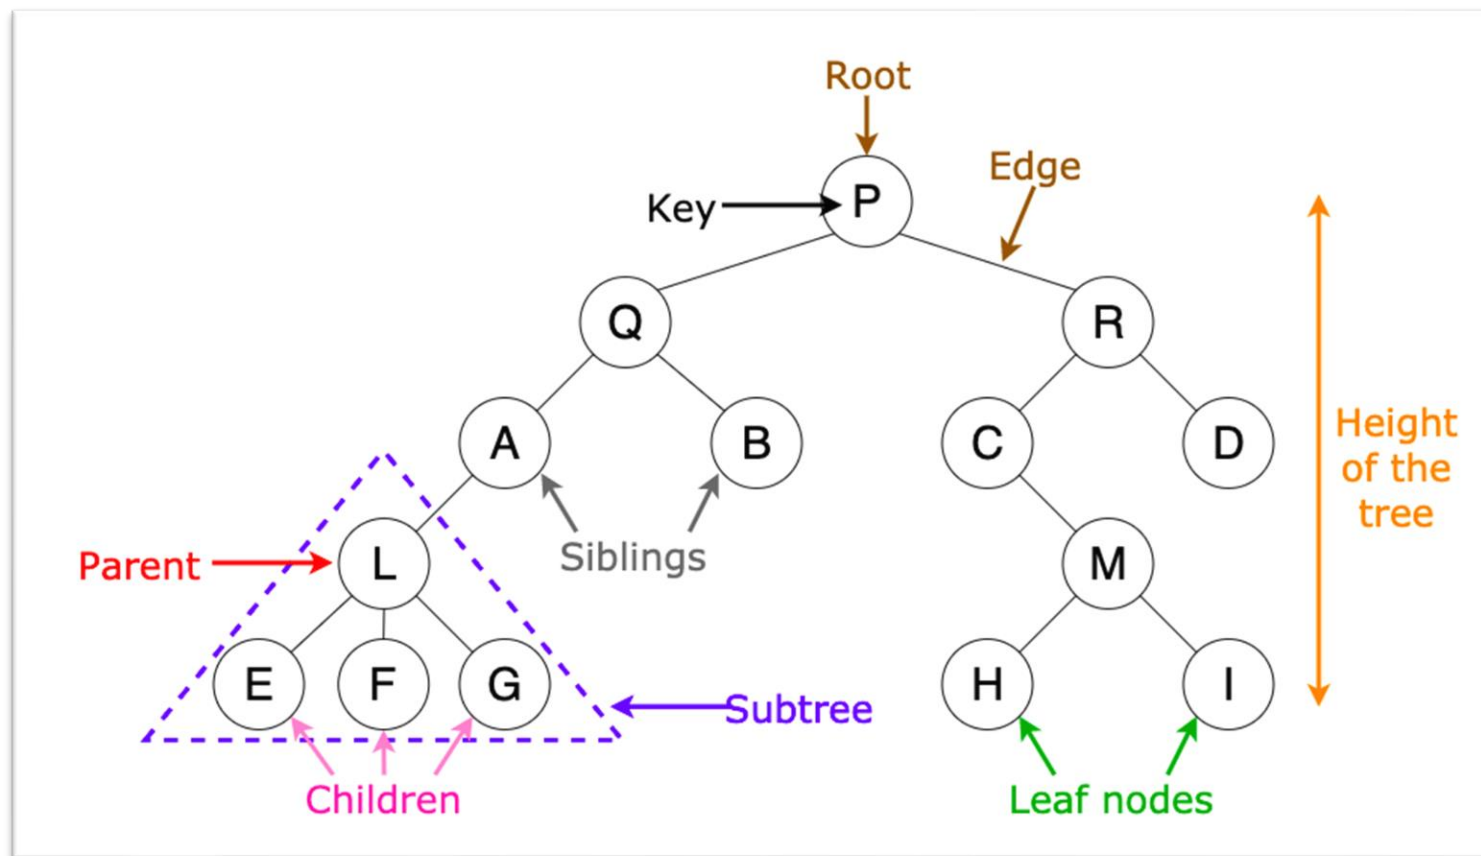 Root
Edge
Key
P
Q
R
A
B
C
D
Height
of the
tree
Siblings
Parent
L
M
E
F
G
H
I
Subtree
Children
Leaf nodes